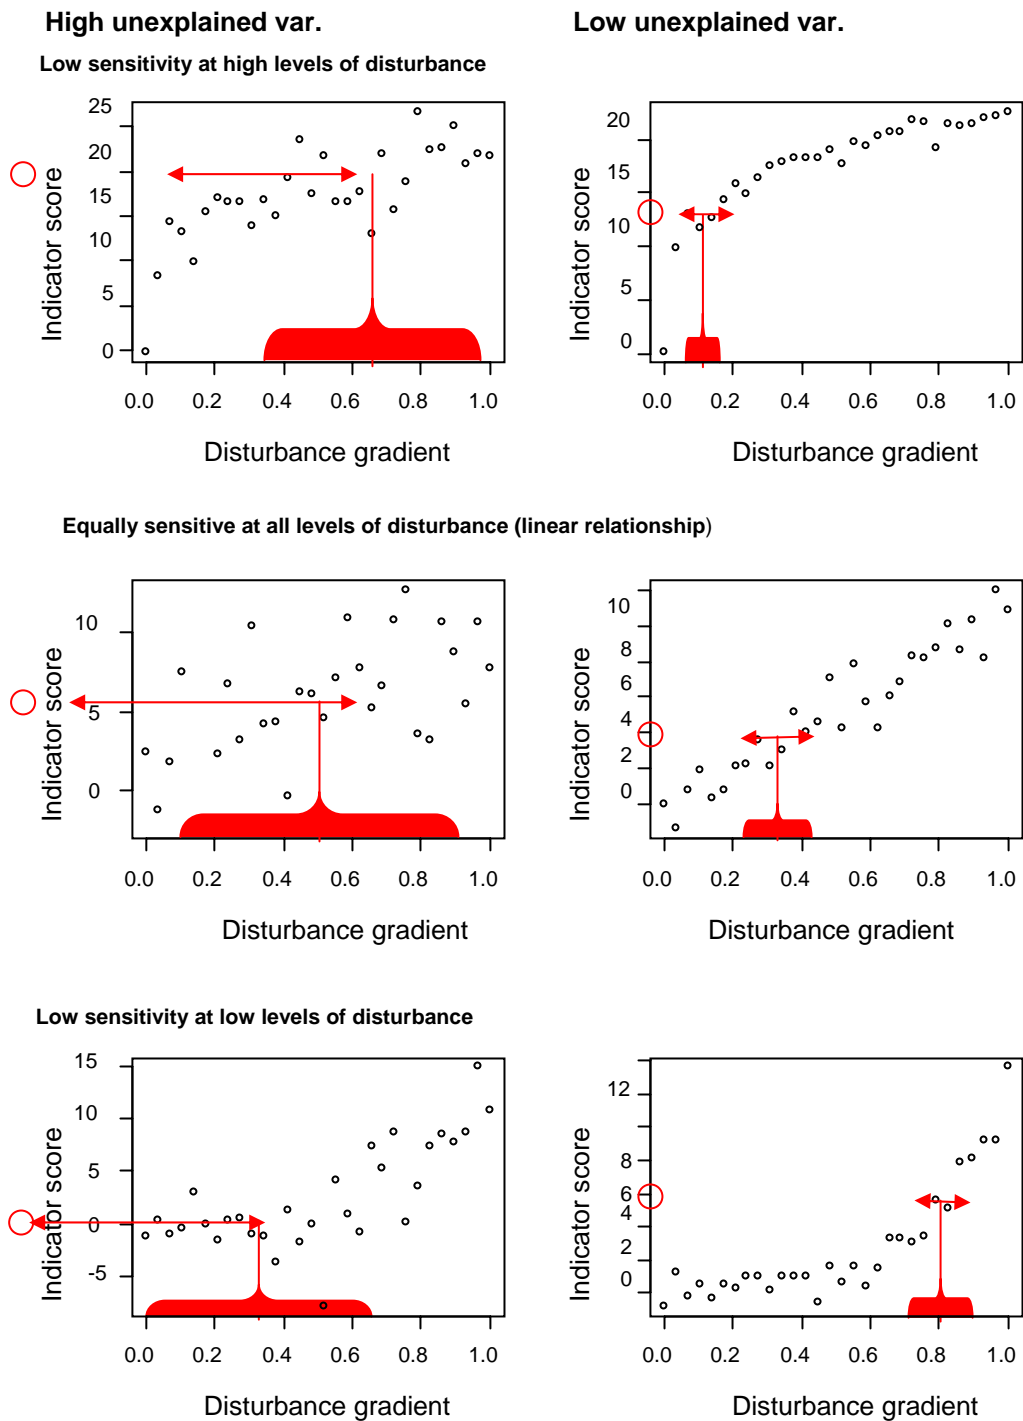 High unexplained var.
Low unexplained var.
Low sensitivity at high levels of disturbance
Indicator score
25
20
15
10
5
0
0.0 0.2 0.4 0.6 0.8 1.0
Disturbance gradient
Indicator score
20
15
10
5
0
0.0 0.2 0.4 0.6 0.8 1.0
Disturbance gradient
Equally sensitive at all levels of disturbance (linear relationship)
Indicator score
10
5
0
0.0 0.2 0.4 0.6 0.8 1.0
Disturbance gradient
Indicator score
10
8
6
4
2
0
0.0 0.2 0.4 0.6 0.8 1.0
Disturbance gradient
Low sensitivity at low levels of disturbance
Indicator score
15
10
5
0
-5
0.0 0.2 0.4 0.6 0.8 1.0
Disturbance gradient
Indicator score
12
8
6
2
0
0.0 0.2 0.4 0.6 0.8 1.0
Disturbance gradient